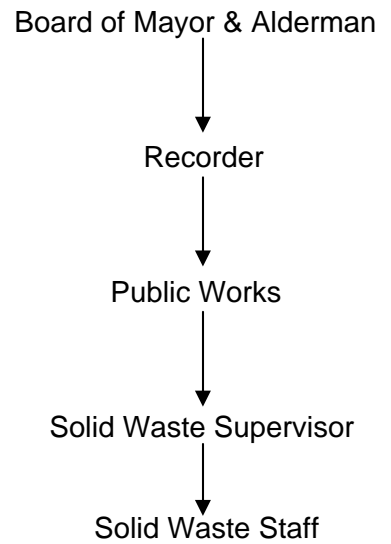 Board of Mayor & Alderman
Recorder
Public Works
Solid Waste Supervisor
Solid Waste Staff